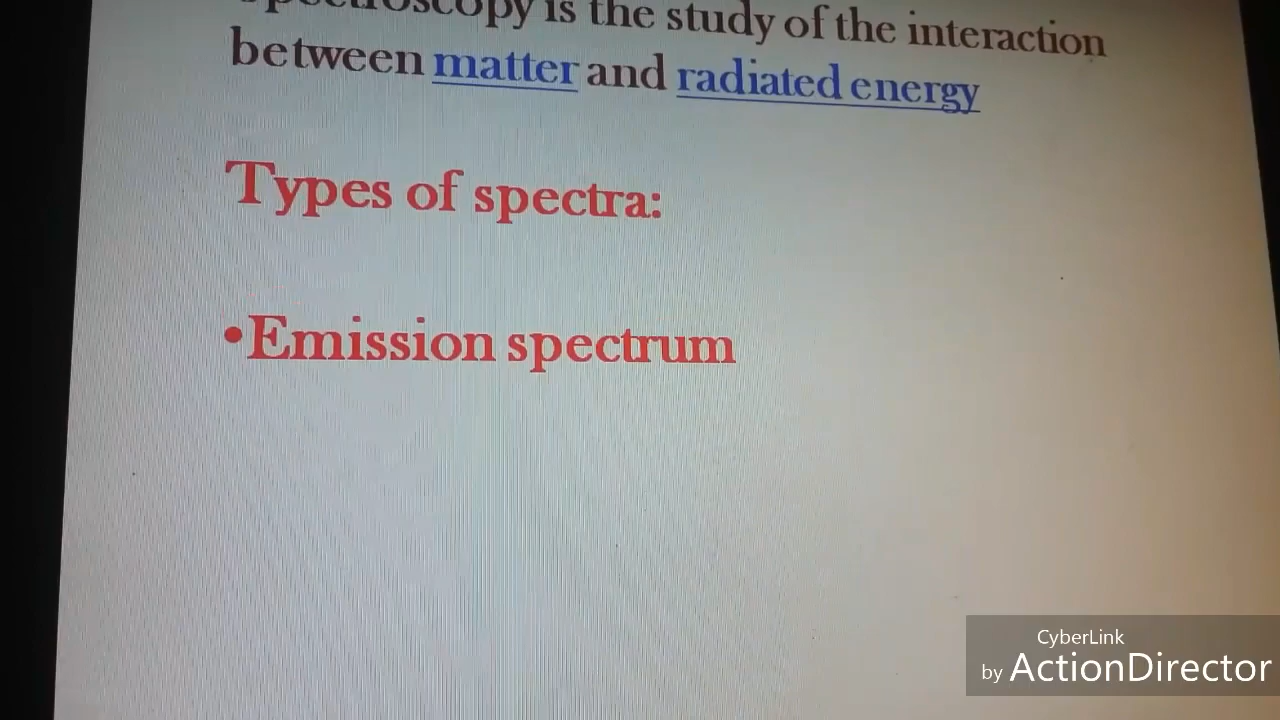 Spectroscopy is the study of the interaction
between matter and radiated energy
Types of spectra:
•Emission spectrum
CyberLink
by ActionDirector